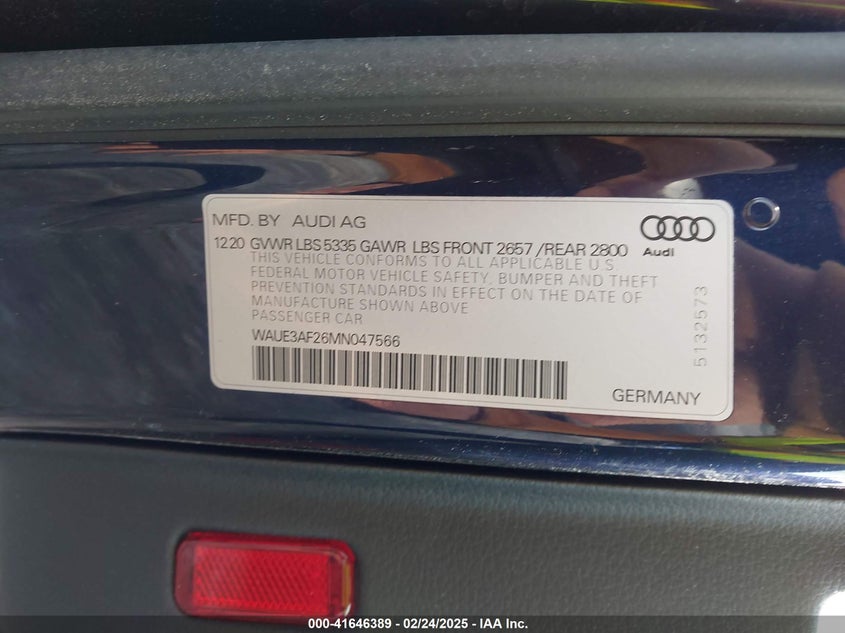 MFD. BY AUDI AG
12 20 GVWR LBS 5335 GAWR LBS FRONT 2657 /REAR 2800
THIS VEHICLE CONFORMS TO ALL APPLICABLE U.S.
FEDERAL MOTOR VEHICLE SAFETY, BUMPER AND THEFT
PREVENTION STANDARDS IN EFFECT ON THE DATE OF
MANUFACTURE SHOWN ABOVE
PASSENGER CAR
WAUE3AF26MN047566
Audi
5132573
GERMANY
000-41646389 - 02/24/2025 - IAA Inc.